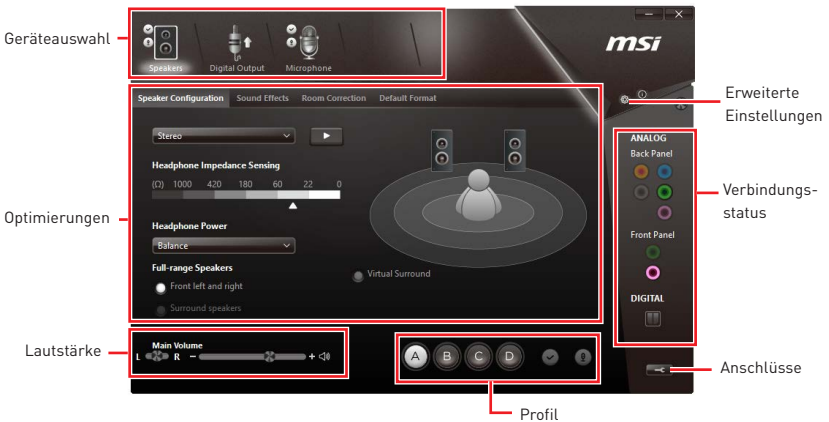 msi
Geräteauswahl
Speakers
Digital Output
Microphone
Speaker Configuration Sound Effects Room Correction Default Format
Stereo
Headphone Impedance Sensing
(Ω) 1000 420 180 60 22 0
Headphone Power
Balance
Full-range Speakers
Front left and right
Surround speakers
Virtual Surround
Optimierungen
Erweiterte
Einstellungen
ANALOG
Back Panel
Front Panel
DIGITAL
Verbindungs-
status
Lautstärke
Main Volume
L R − +
A B C D
Profil
Anschlüsse